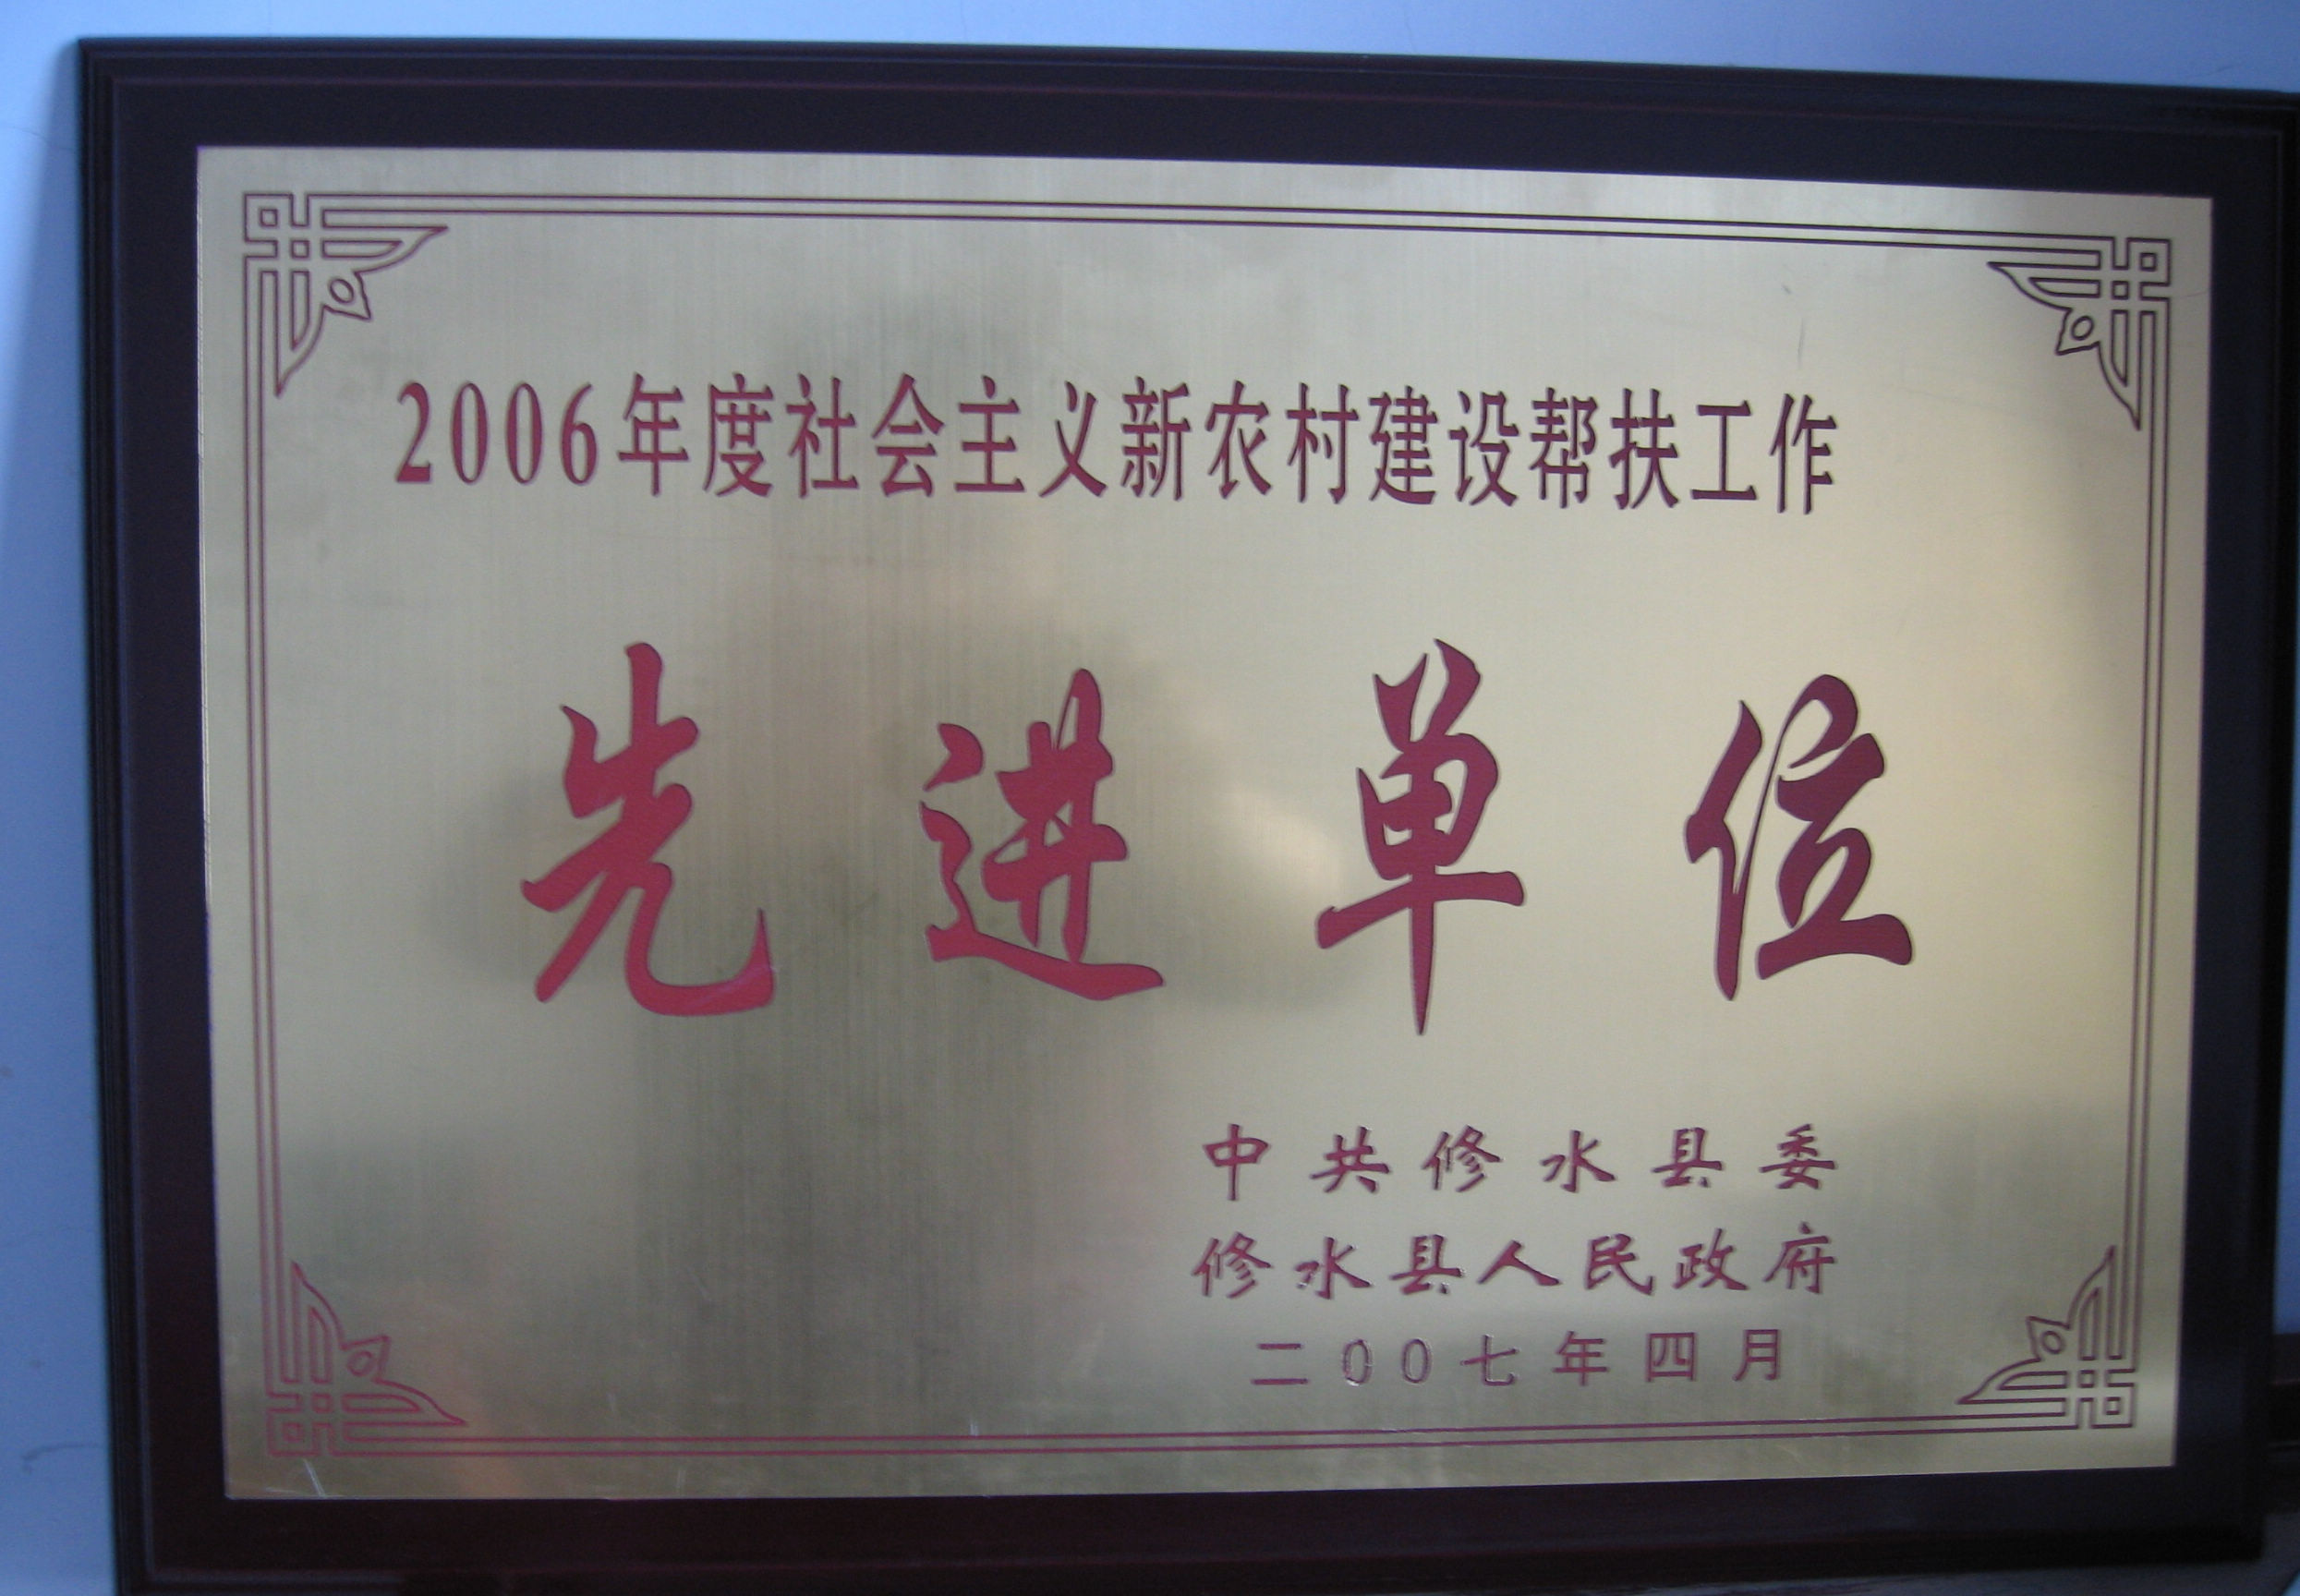 2006年度社会主义新农村建设帮扶工作
先进单位
中共修水县委
修水县人民政府
二00七年四月